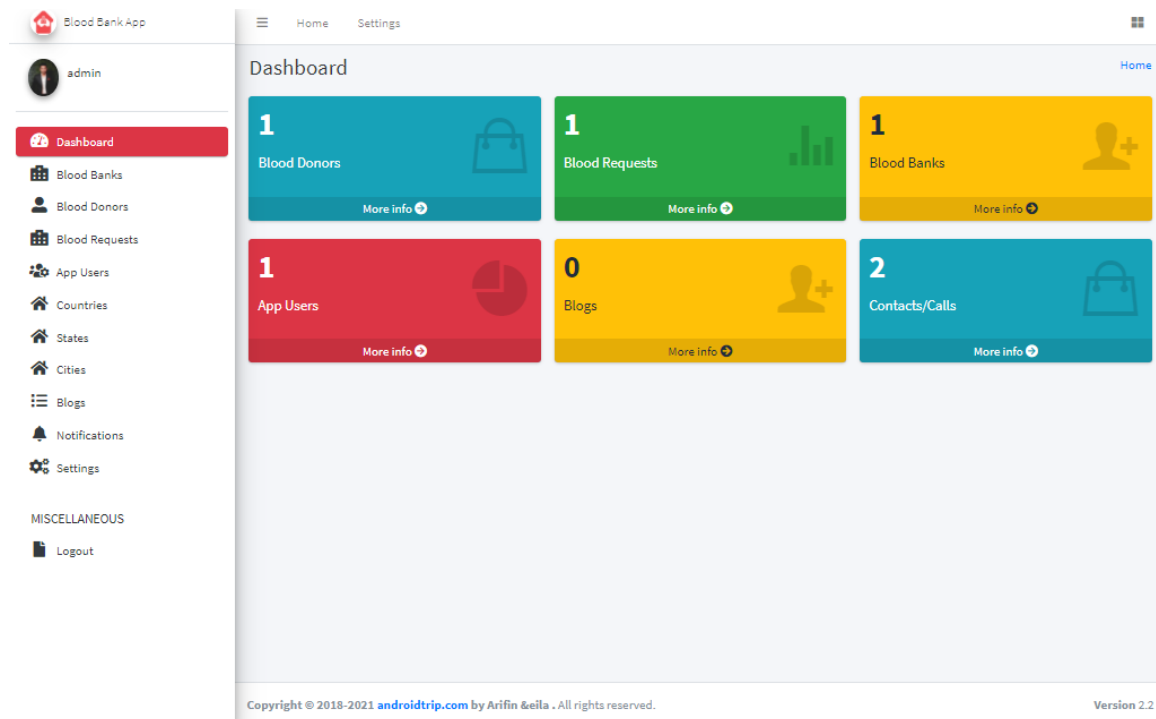 Blood Bank App
Home Settings
admin
Dashboard
Home
Dashboard
Blood Banks
Blood Donors
Blood Requests
App Users
Countries
States
Cities
Blogs
Notifications
Settings
MISCELLANEOUS
Logout
1
Blood Donors
More info
1
Blood Requests
More info
1
Blood Banks
More info
1
App Users
More info
0
Blogs
More info
2
Contacts/Calls
More info
Copyright © 2018-2021 androidtrip.com by Arifin &eila . All rights reserved.
Version 2.2